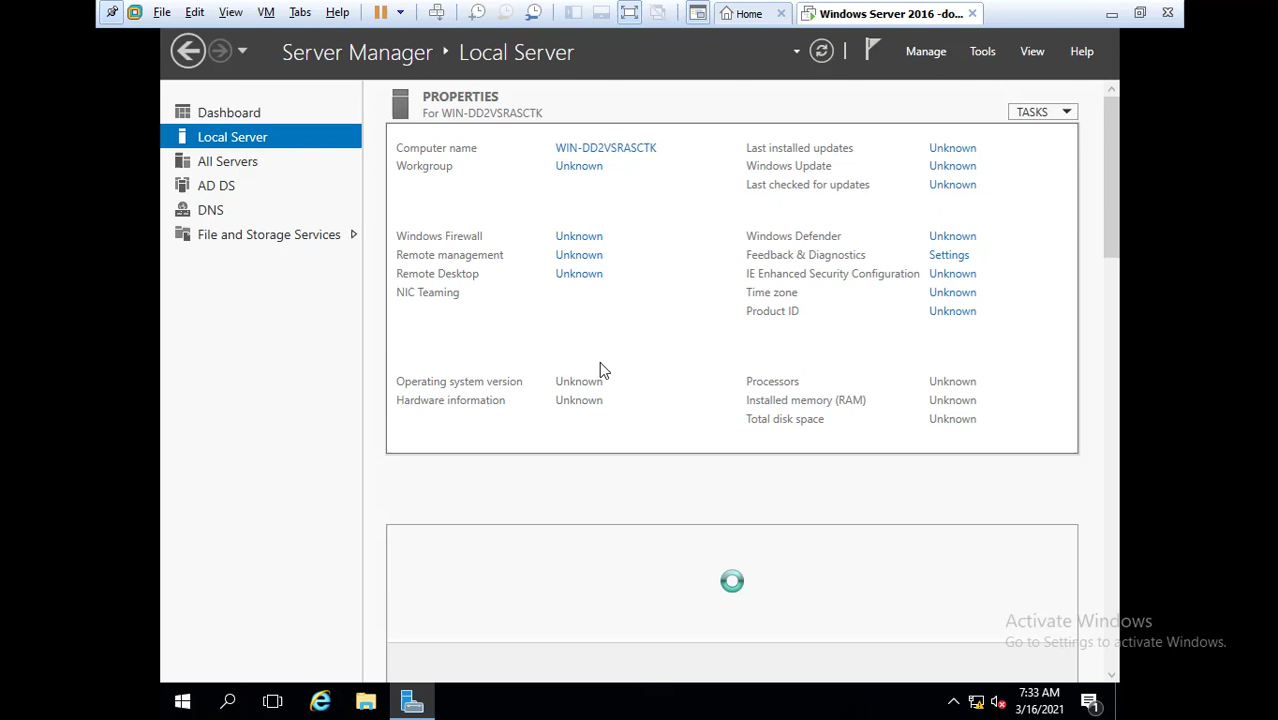 File Edit View VM Tabs Help Home Windows Server 2016 -do...
Server Manager Local Server Manage Tools View Help
Dashboard
Local Server
All Servers
AD DS
DNS
File and Storage Services
PROPERTIES
For WIN-DD2VSRASCTK
TASKS
Computer name WIN-DD2VSRASCTK
Workgroup Unknown
Last installed updates Unknown
Windows Update Unknown
Last checked for updates Unknown
Windows Firewall Unknown
Remote management Unknown
Remote Desktop Unknown
NIC Teaming
Windows Defender Unknown
Feedback & Diagnostics Settings
IE Enhanced Security Configuration Unknown
Time zone Unknown
Product ID Unknown
Operating system version Unknown
Hardware information Unknown
Processors Unknown
Installed memory (RAM) Unknown
Total disk space Unknown
Activate Windows
Go to Settings to activate Windows.
7:33 AM
3/16/2021
1